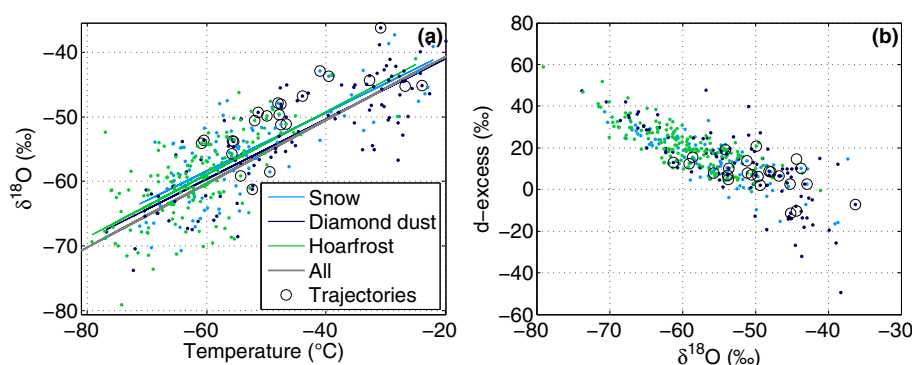 (a)
−40
−50
−60
−70
−80
δ18O (‰)
−80 −60 −40 −20
Temperature (°C)
Snow
Diamond dust
Hoarfrost
All
Trajectories
(b)
80
60
40
20
0
−20
−40
−60
d−excess (‰)
−80 −70 −60 −50 −40 −30
δ18O (‰)